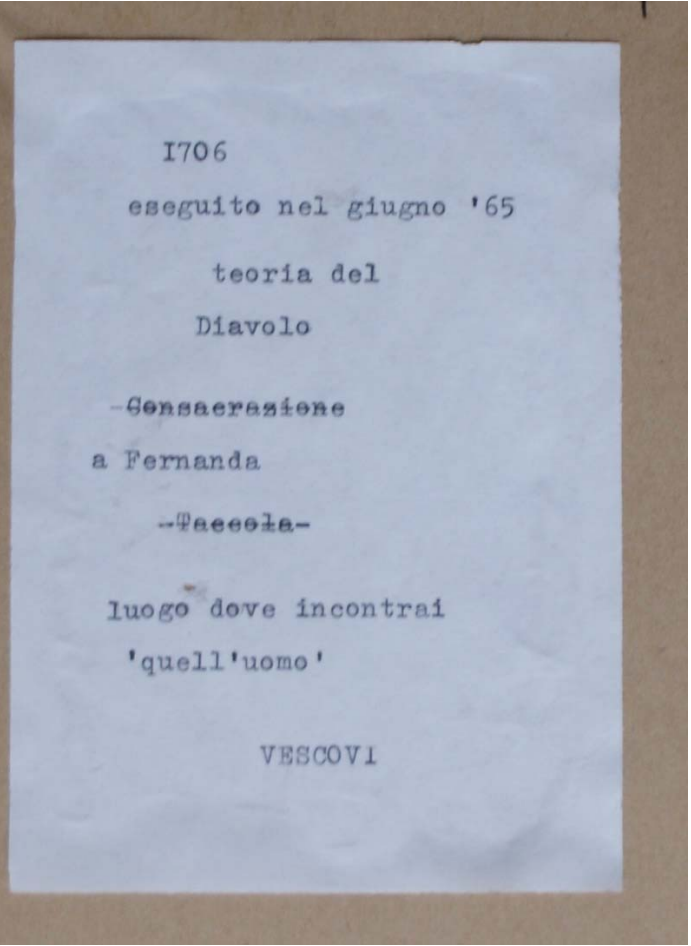 I706
eseguito nel giugno '65
teoria del
Diavolo
-Consacrazione
a Fernanda
-Taccola-
luogo dove incontrai
'quell'uomo'
VESCOVI